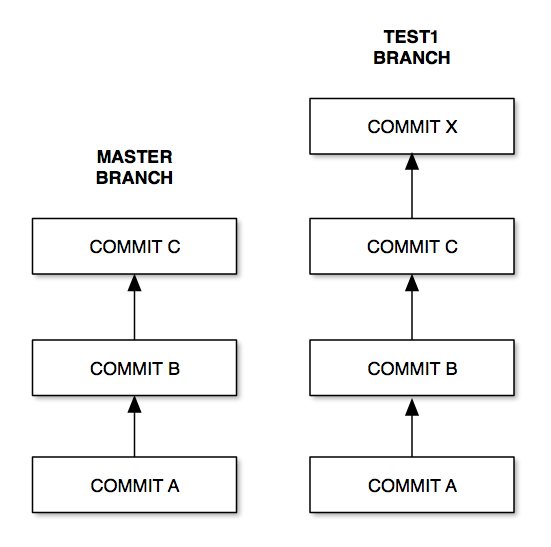 MASTER
BRANCH
COMMIT C
COMMIT B
COMMIT A
TEST1
BRANCH
COMMIT X
COMMIT C
COMMIT B
COMMIT A